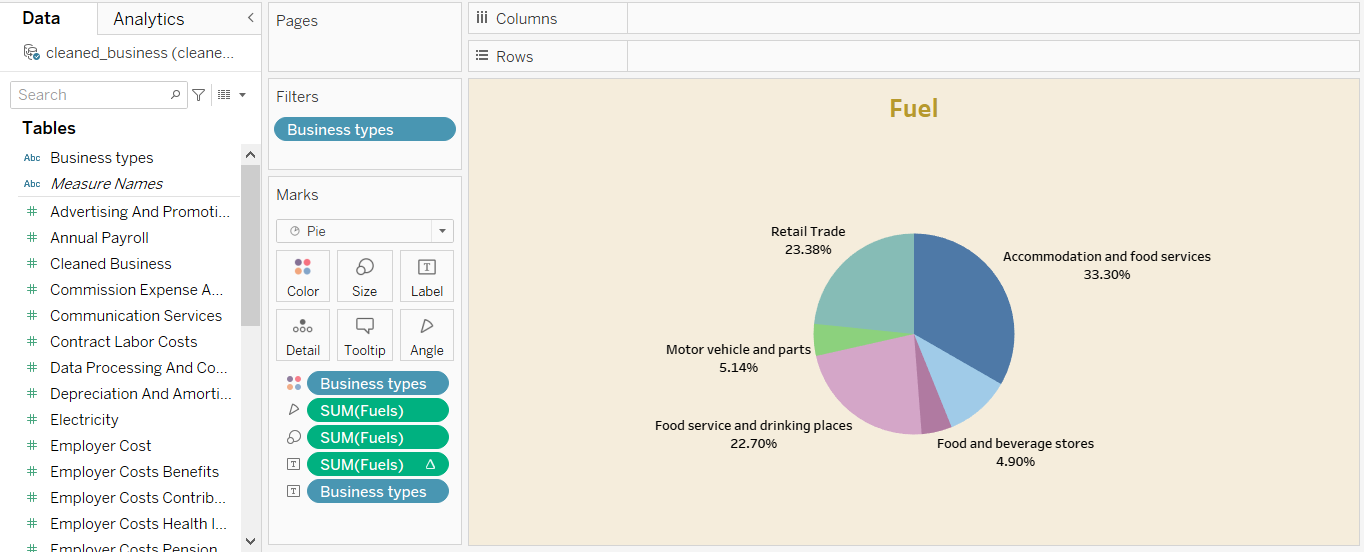 Data
Analytics
cleaned_business (cleane...
Search
Tables
Abc Business types
Abc Measure Names
Advertising And Promoti...
Annual Payroll
Cleaned Business
Commission Expense A...
Communication Services
Contract Labor Costs
Data Processing And Co...
Depreciation And Amorti...
Electricity
Employer Cost
Employer Costs Benefits
Employer Costs Contrib...
Employer Costs Health I...
Employer Costs Pension
Pages
Filters
Business types
Marks
Pie
Color Size Label
Detail Tooltip Angle
Business types
SUM(Fuels)
SUM(Fuels)
SUM(Fuels)
Business types
Columns
Rows
Fuel
Retail Trade
23.38%
Accommodation and food services
33.30%
Motor vehicle and parts
5.14%
Food service and drinking places
22.70%
Food and beverage stores
4.90%